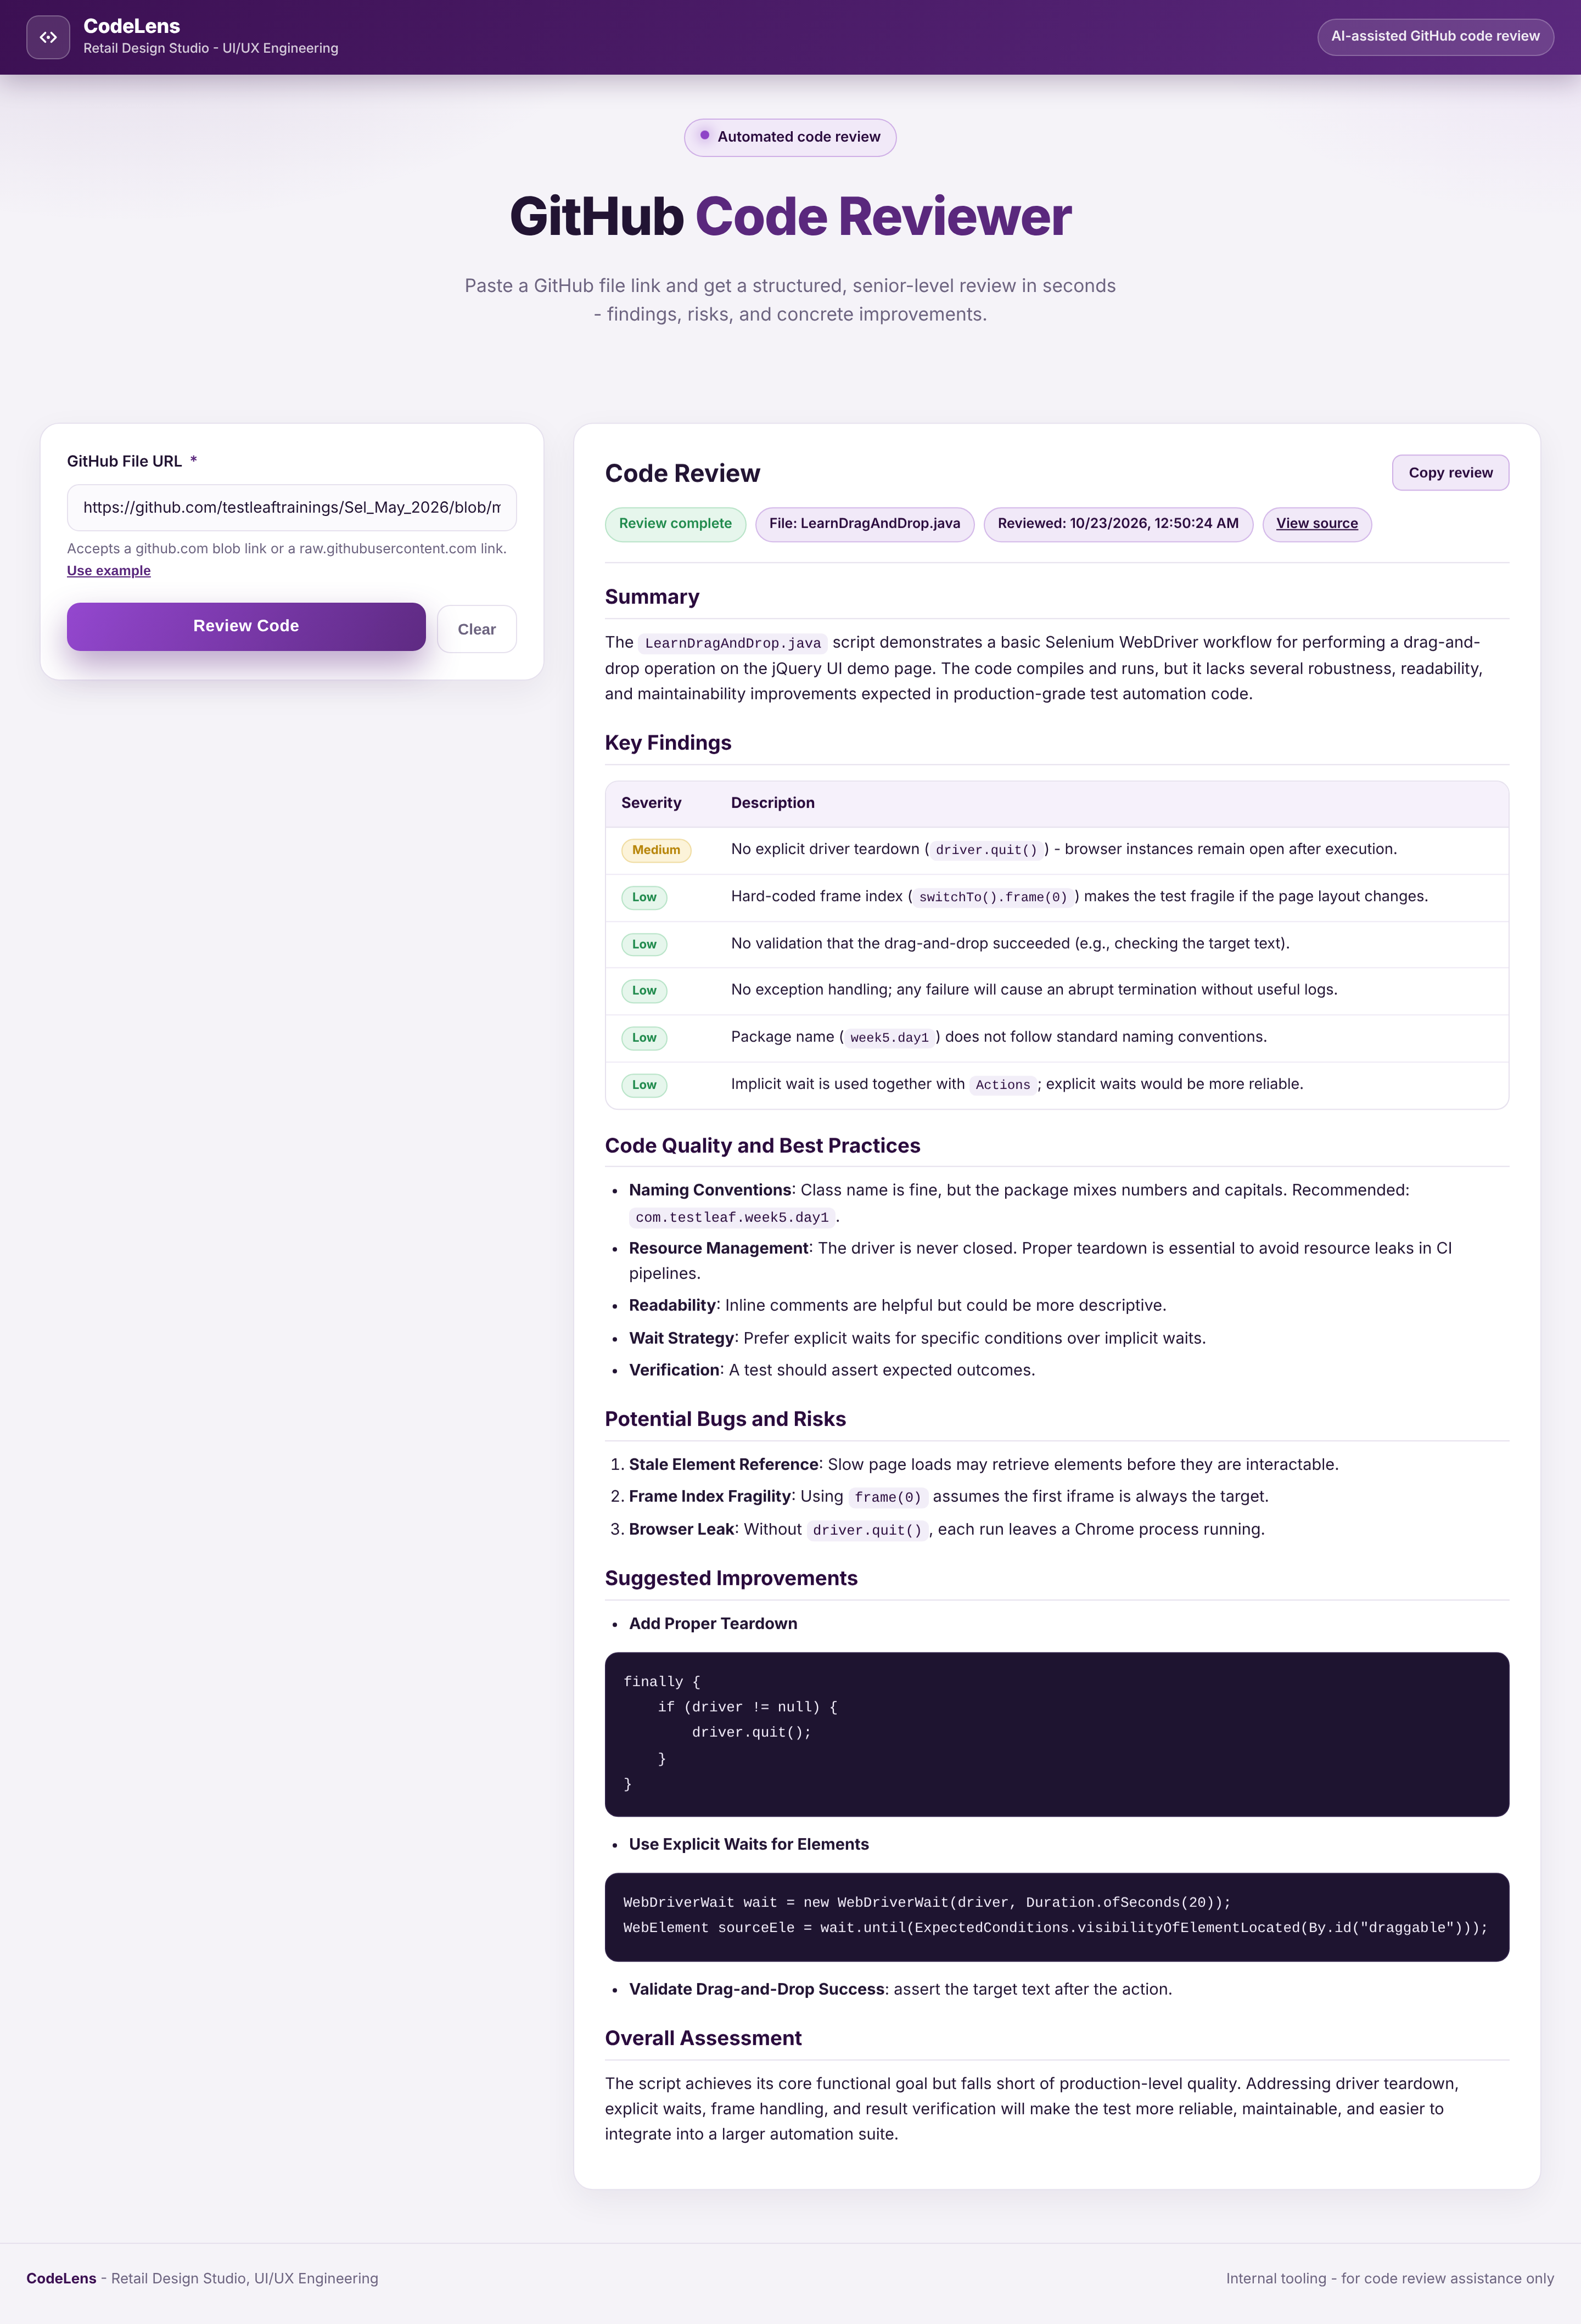 CodeLens
Retail Design Studio - UI/UX Engineering
AI-assisted GitHub code review
Automated code review
GitHub Code Reviewer
Paste a GitHub file link and get a structured, senior-level review in seconds
- findings, risks, and concrete improvements.
GitHub File URL *
https://github.com/testleaftrainings/Sel_May_2026/blob/m
Accepts a github.com blob link or a raw.githubusercontent.com link.
Use example
Review Code
Clear
Code Review
Copy review
Review complete
File: LearnDragAndDrop.java
Reviewed: 10/23/2026, 12:50:24 AM
View source
Summary
The LearnDragAndDrop.java script demonstrates a basic Selenium WebDriver workflow for performing a drag-and-
drop operation on the jQuery UI demo page. The code compiles and runs, but it lacks several robustness, readability,
and maintainability improvements expected in production-grade test automation code.
Key Findings
Severity Description
Medium No explicit driver teardown (driver.quit()) - browser instances remain open after execution.
Low Hard-coded frame index (switchTo().frame(0)) makes the test fragile if the page layout changes.
Low No validation that the drag-and-drop succeeded (e.g., checking the target text).
Low No exception handling; any failure will cause an abrupt termination without useful logs.
Low Package name (week5.day1) does not follow standard naming conventions.
Low Implicit wait is used together with Actions; explicit waits would be more reliable.
Code Quality and Best Practices
• Naming Conventions: Class name is fine, but the package mixes numbers and capitals. Recommended:
com.testleaf.week5.day1.
• Resource Management: The driver is never closed. Proper teardown is essential to avoid resource leaks in CI
pipelines.
• Readability: Inline comments are helpful but could be more descriptive.
• Wait Strategy: Prefer explicit waits for specific conditions over implicit waits.
• Verification: A test should assert expected outcomes.
Potential Bugs and Risks
1. Stale Element Reference: Slow page loads may retrieve elements before they are interactable.
2. Frame Index Fragility: Using frame(0) assumes the first iframe is always the target.
3. Browser Leak: Without driver.quit(), each run leaves a Chrome process running.
Suggested Improvements
• Add Proper Teardown
finally {
    if (driver != null) {
        driver.quit();
    }
}
• Use Explicit Waits for Elements
WebDriverWait wait = new WebDriverWait(driver, Duration.ofSeconds(20));
WebElement sourceEle = wait.until(ExpectedConditions.visibilityOfElementLocated(By.id("draggable")));
• Validate Drag-and-Drop Success: assert the target text after the action.
Overall Assessment
The script achieves its core functional goal but falls short of production-level quality. Addressing driver teardown,
explicit waits, frame handling, and result verification will make the test more reliable, maintainable, and easier to
integrate into a larger automation suite.
CodeLens - Retail Design Studio, UI/UX Engineering
Internal tooling - for code review assistance only